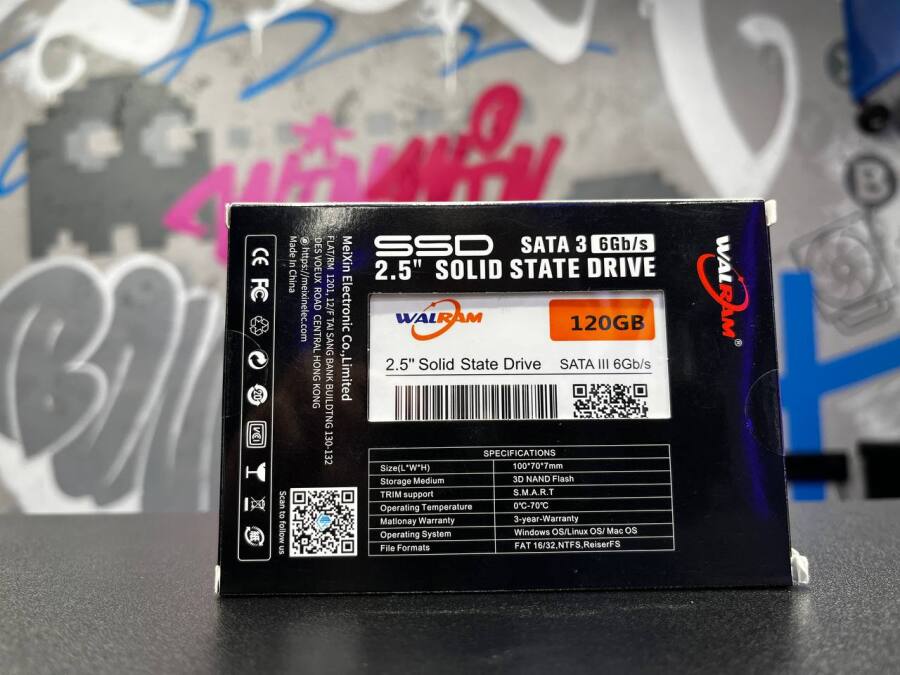 SSD SATA 3 6Gb/s
2.5" SOLID STATE DRIVE
WALRAM
120GB
2.5" Solid State Drive SATA III 6Gb/s
SPECIFICATIONS
Size(L*W*H) 100*70*7mm
Storage Medium 3D NAND Flash
TRIM support S.M.A.R.T
Operating Temperature 0℃-70℃
Matlonay Warranty 3-year-Warranty
Operating System Windows OS/Linux OS/ Mac OS
File Formats FAT 16/32,NTFS,ReiserFS
WALRAM®
MeiXin Electronic Co.,Limited
FLAT/RM 1201, 12/F TAI SANG BANK BUILDTNG 130-132
DES VOEUX ROAD CENTRAL HONG KONG
https://meixinelec.com
Made in China
CE FC
20
Scan to follow us
B